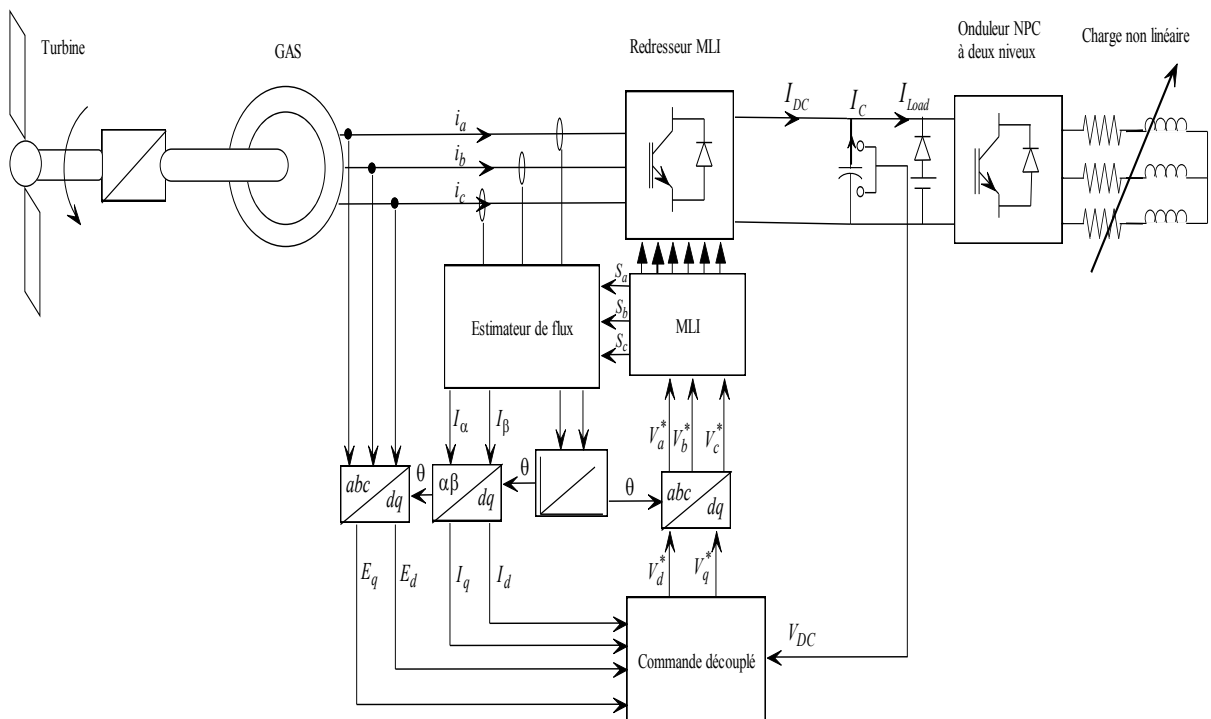 Turbine
GAS
Redresseur MLI
Onduleur NPC
à deux niveux
Charge non linéaire
i_a
i_b
i_c
I_DC
I_C
I_Load
Estimateur de flux
S_a
S_b
S_c
MLI
I_α
I_β
V_a^*
V_b^*
V_c^*
abc
dq
θ
αβ
dq
θ
θ
abc
dq
E_q
E_d
I_q
I_d
V_d^*
V_q^*
V_DC
Commande découplé